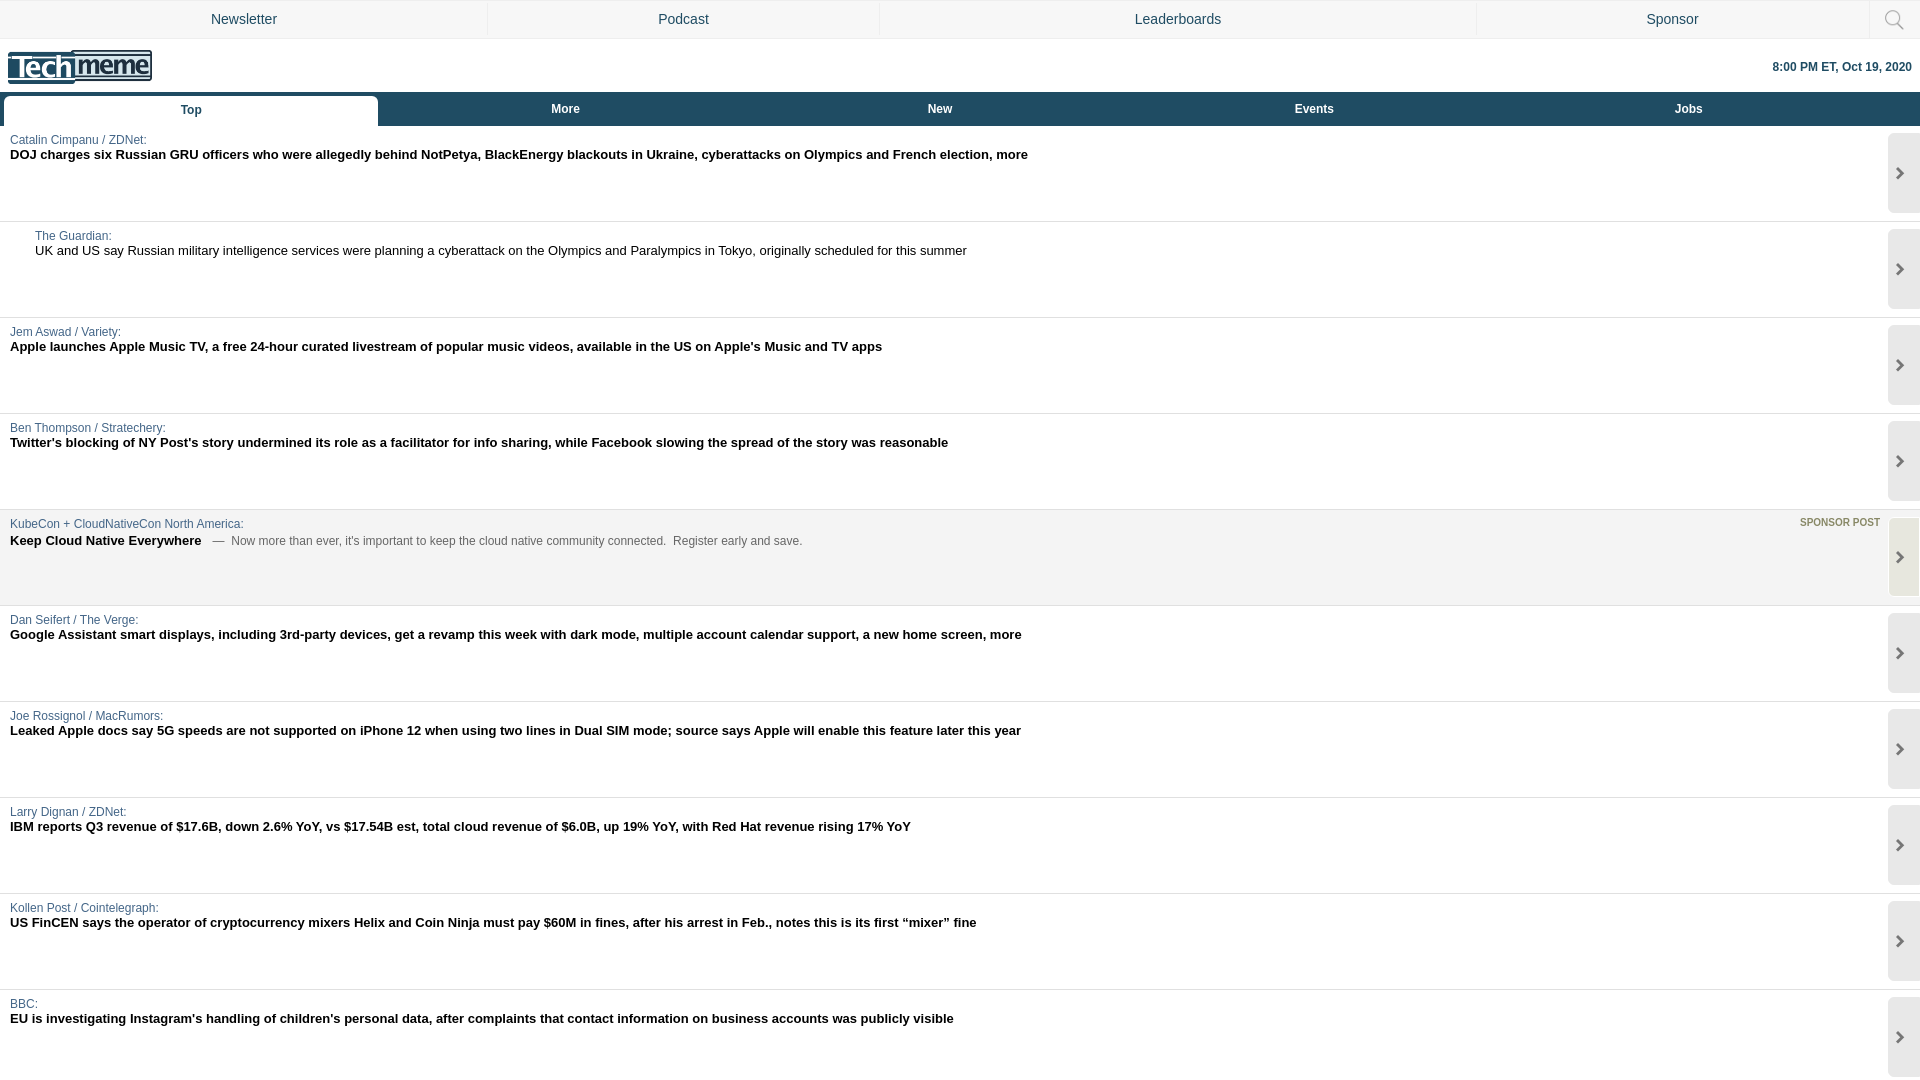 Newsletter
Podcast
Leaderboards
Sponsor
Techmeme
8:00 PM ET, Oct 19, 2020
Top
More
New
Events
Jobs
Catalin Cimpanu / ZDNet:
DOJ charges six Russian GRU officers who were allegedly behind NotPetya, BlackEnergy blackouts in Ukraine, cyberattacks on Olympics and French election, more
The Guardian:
UK and US say Russian military intelligence services were planning a cyberattack on the Olympics and Paralympics in Tokyo, originally scheduled for this summer
Jem Aswad / Variety:
Apple launches Apple Music TV, a free 24-hour curated livestream of popular music videos, available in the US on Apple's Music and TV apps
Ben Thompson / Stratechery:
Twitter's blocking of NY Post's story undermined its role as a facilitator for info sharing, while Facebook slowing the spread of the story was reasonable
KubeCon + CloudNativeCon North America:
SPONSOR POST
Keep Cloud Native Everywhere — Now more than ever, it's important to keep the cloud native community connected. Register early and save.
Dan Seifert / The Verge:
Google Assistant smart displays, including 3rd-party devices, get a revamp this week with dark mode, multiple account calendar support, a new home screen, more
Joe Rossignol / MacRumors:
Leaked Apple docs say 5G speeds are not supported on iPhone 12 when using two lines in Dual SIM mode; source says Apple will enable this feature later this year
Larry Dignan / ZDNet:
IBM reports Q3 revenue of $17.6B, down 2.6% YoY, vs $17.54B est, total cloud revenue of $6.0B, up 19% YoY, with Red Hat revenue rising 17% YoY
Kollen Post / Cointelegraph:
US FinCEN says the operator of cryptocurrency mixers Helix and Coin Ninja must pay $60M in fines, after his arrest in Feb., notes this is its first “mixer” fine
BBC:
EU is investigating Instagram's handling of children's personal data, after complaints that contact information on business accounts was publicly visible